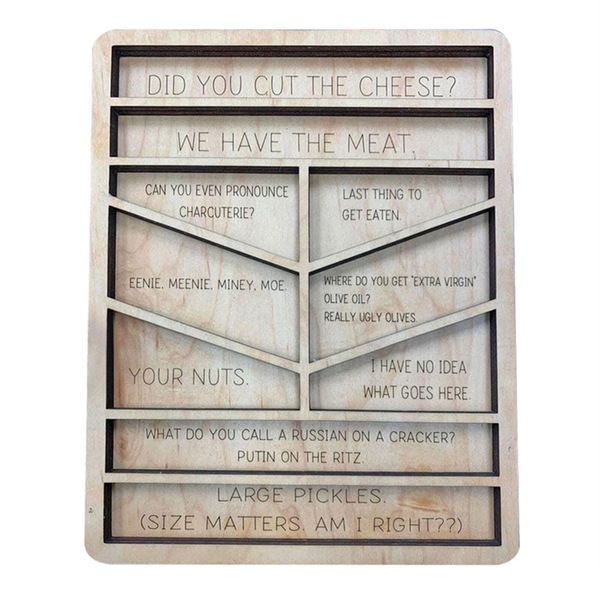 DID YOU CUT THE CHEESE?
WE HAVE THE MEAT.
CAN YOU EVEN PRONOUNCE
CHARCUTERIE?
LAST THING TO
GET EATEN.
EENIE, MEENIE, MINEY, MOE.
WHERE DO YOU GET "EXTRA VIRGIN"
OLIVE OIL?
REALLY UGLY OLIVES.
YOUR NUTS.
I HAVE NO IDEA
WHAT GOES HERE.
WHAT DO YOU CALL A RUSSIAN ON A CRACKER?
PUTIN ON THE RITZ.
LARGE PICKLES.
(SIZE MATTERS. AM I RIGHT??)